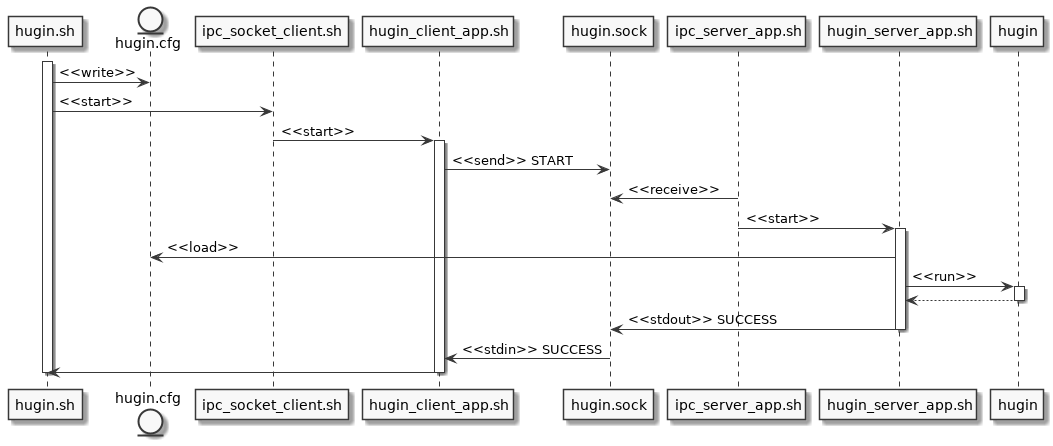 hugin.sh
hugin.cfg
ipc_socket_client.sh
hugin_client_app.sh
hugin.sock
ipc_server_app.sh
hugin_server_app.sh
hugin
<<write>>
<<start>>
<<start>>
<<send>> START
<<receive>>
<<start>>
<<load>>
<<run>>
<<stdout>> SUCCESS
<<stdin>> SUCCESS
hugin.sh
hugin.cfg
ipc_socket_client.sh
hugin_client_app.sh
hugin.sock
ipc_server_app.sh
hugin_server_app.sh
hugin